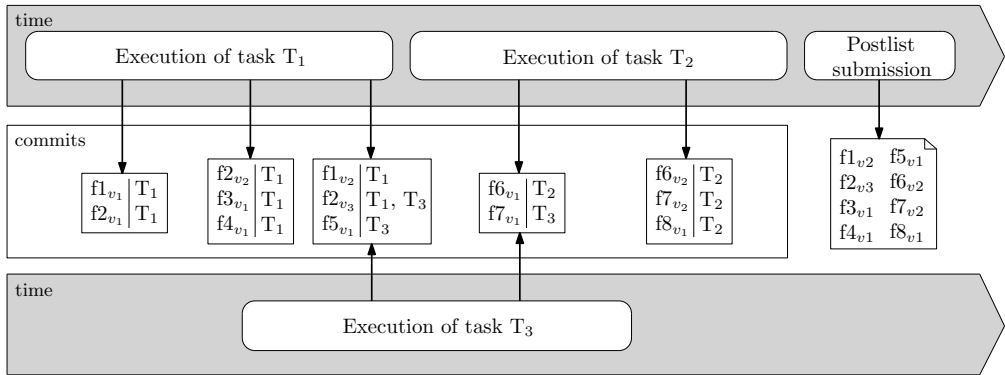 time
Execution of task T₁
Execution of task T₂
Postlist
submission
commits
f1ᵥ₁ T₁
f2ᵥ₁ T₁
f2ᵥ₂ T₁
f3ᵥ₁ T₁
f4ᵥ₁ T₁
f1ᵥ₂ T₁
f2ᵥ₃ T₁, T₃
f5ᵥ₁ T₃
f6ᵥ₁ T₂
f7ᵥ₁ T₃
f6ᵥ₂ T₂
f7ᵥ₂ T₂
f8ᵥ₁ T₂
f1ᵥ₂ f5ᵥ₁
f2ᵥ₃ f6ᵥ₂
f3ᵥ₁ f7ᵥ₂
f4ᵥ₁ f8ᵥ₁
time
Execution of task T₃